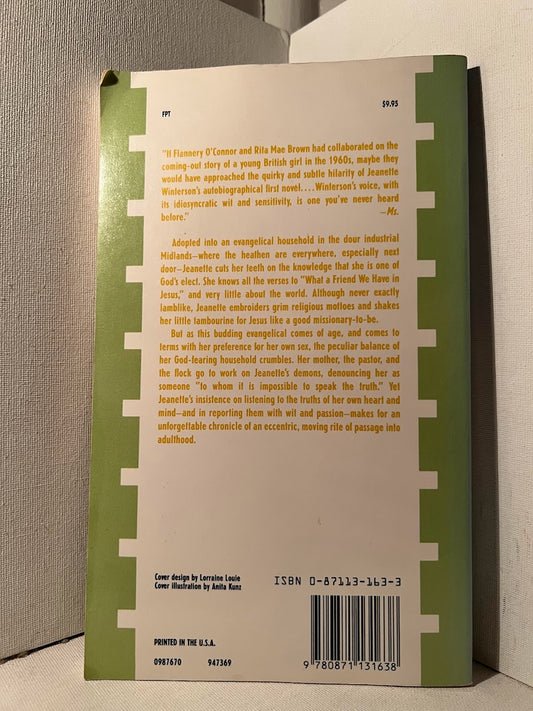 FPT
$9.95
"If Flannery O'Connor and Rita Mae Brown had collaborated on the
coming-out story of a young British girl in the 1960s, maybe they
would have approached the quirky and subtle hilarity of Jeanette
Winterson's autobiographical first novel....Winterson's voice, with
its idiosyncratic wit and sensitivity, is one you've never heard
before."
—Ms.
Adopted into an evangelical household in the dour industrial
Midlands—where the heathen are everywhere, especially next
door—Jeanette cuts her teeth on the knowledge that she is one of
God's elect. She knows all the verses to "What a Friend We Have in
Jesus," and very little about the world. Although never exactly
lamblike, Jeanette embroiders grim religious mottoes and shakes
her little tambourine for Jesus like a good missionary-to-be.
But as this budding evangelical comes of age, and comes to
terms with her preference for her own sex, the peculiar balance of
her God-fearing household crumbles. Her mother, the pastor, and
the flock go to work on Jeanette's demons, denouncing her as
someone "to whom it is impossible to speak the truth." Yet
Jeanette's insistence on listening to the truths of her own heart and
mind—and in reporting them with wit and passion—makes for an
unforgettable chronicle of an eccentric, moving rite of passage into
adulthood.
Cover design by Lorraine Louie
Cover illustration by Anita Kunz
ISBN 0-87113-163-3
PRINTED IN THE U.S.A.
0987670 947369
9 780871 131638